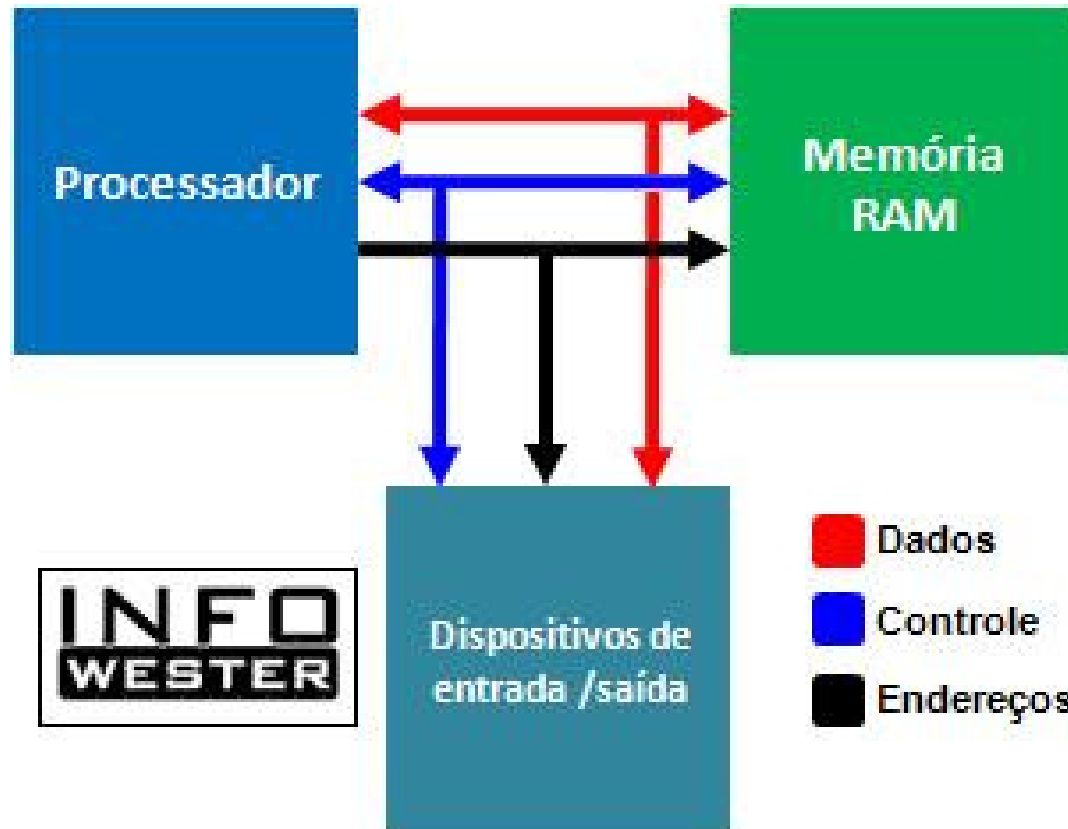 Processador
Memória
RAM
Dispositivos de
entrada /saída
INFO
WESTER
Dados
Controle
Endereços